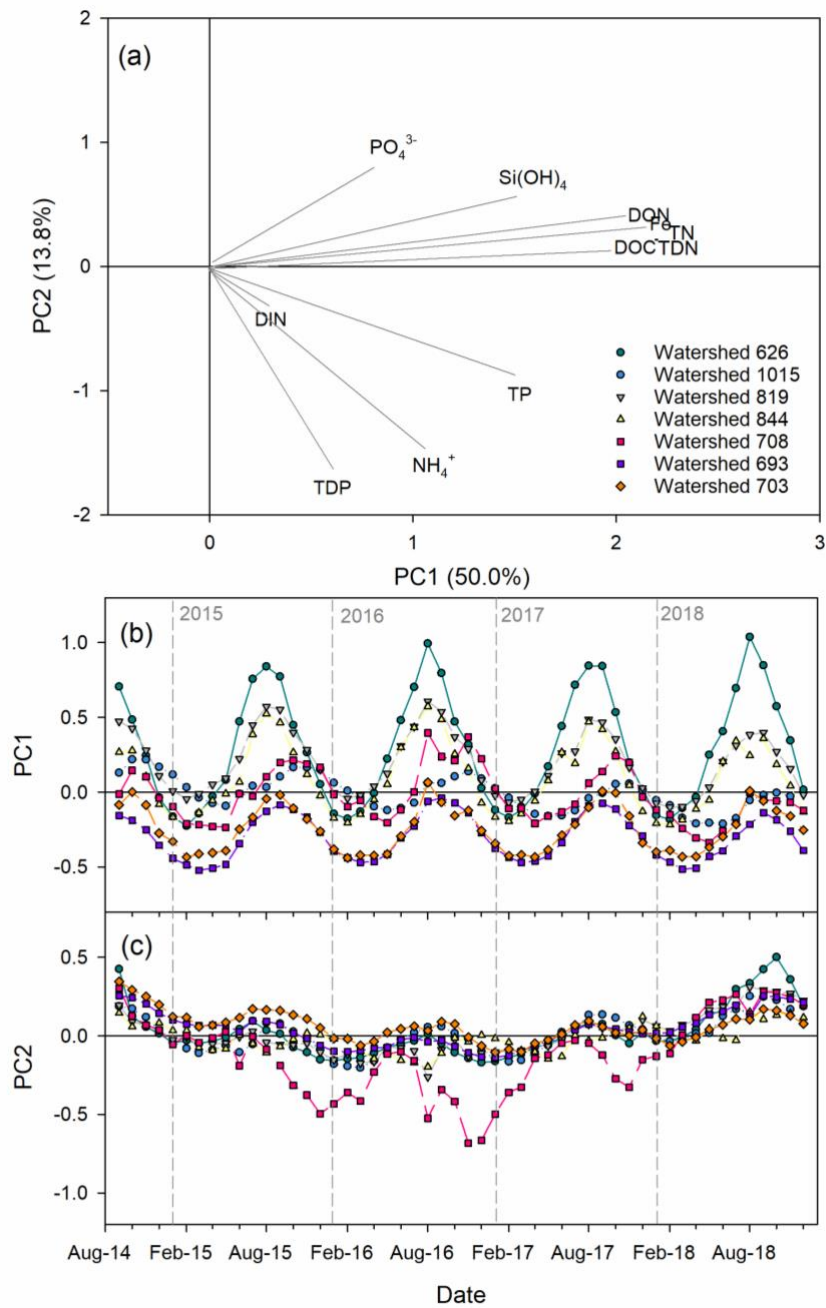 2
(a)
PO₄³⁻
1
Si(OH)₄
DON
Fe
TN
DOC TDN
0
DIN
Watershed 626
Watershed 1015
Watershed 819
Watershed 844
Watershed 708
Watershed 693
Watershed 703
-1
TP
NH₄⁺
TDP
-2
0 1 2 3
PC2 (13.8%)
PC1 (50.0%)
(b)
2015 2016 2017 2018
1.0
0.5
0.0
-0.5
PC1
(c)
0.5
0.0
-0.5
-1.0
PC2
Aug-14 Feb-15 Aug-15 Feb-16 Aug-16 Feb-17 Aug-17 Feb-18 Aug-18
Date